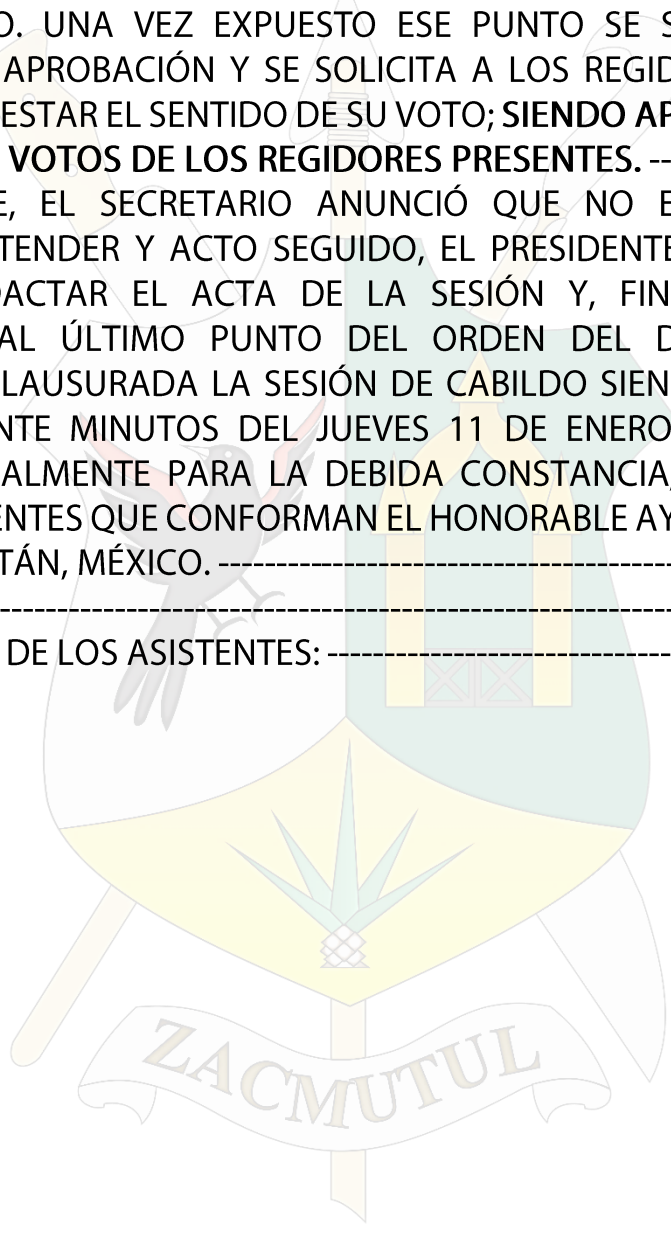 O. UNA VEZ EXPUESTO ESE PUNTO SE S
APROBACIÓN Y SE SOLICITA A LOS REGID
ESTAR EL SENTIDO DE SU VOTO; SIENDO AP
VOTOS DE LOS REGIDORES PRESENTES. --
E, EL SECRETARIO ANUNCIÓ QUE NO E
TENDER Y ACTO SEGUIDO, EL PRESIDENTE
DACTAR EL ACTA DE LA SESIÓN Y, FIN
AL ÚLTIMO PUNTO DEL ORDEN DEL D
LAUSURADA LA SESIÓN DE CABILDO SIEN
NTE MINUTOS DEL JUEVES 11 DE ENERO
ALMENTE PARA LA DEBIDA CONSTANCIA,
ENTES QUE CONFORMAN EL HONORABLE AY
TÁN, MÉXICO. ----------------------------------------
------------------------------------------------------------
DE LOS ASISTENTES: ------------------------------
ZACMUTUL